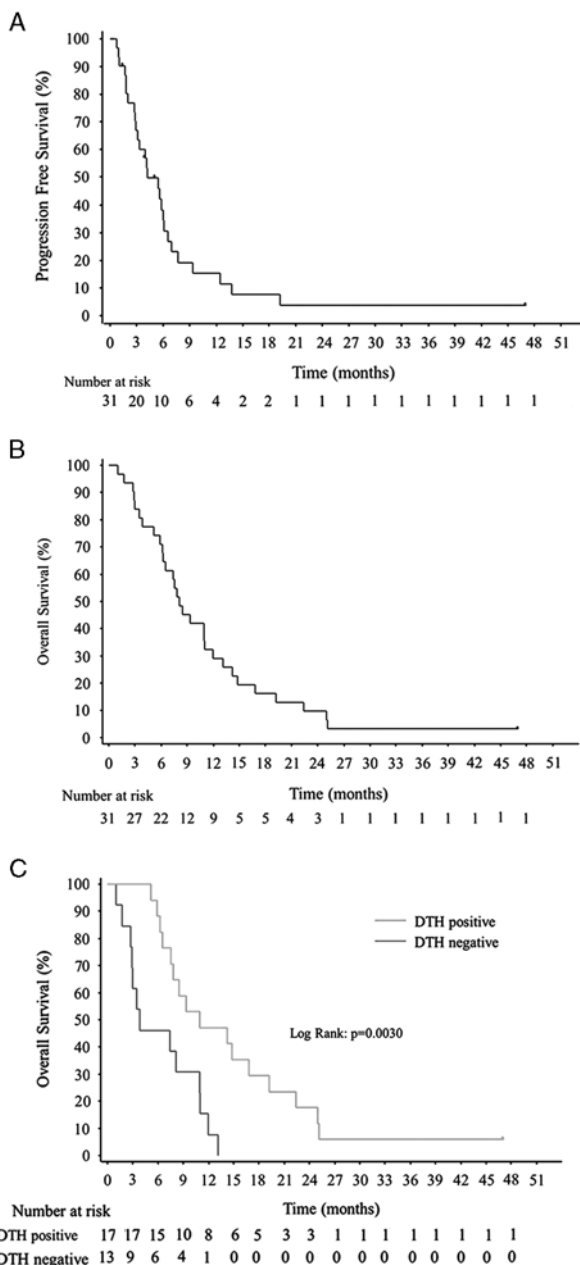 A
100
90
80
70
60
50
40
30
20
10
0
Progression Free Survival (%)
0 3 6 9 12 15 18 21 24 27 30 33 36 39 42 45 48 51
Time (months)
Number at risk
31 20 10 6 4 2 2 1 1 1 1 1 1 1 1 1 1
B
100
90
80
70
60
50
40
30
20
10
0
Overall Survival (%)
0 3 6 9 12 15 18 21 24 27 30 33 36 39 42 45 48 51
Time (months)
Number at risk
31 27 22 12 9 5 5 4 3 1 1 1 1 1 1 1 1
C
100
90
80
70
60
50
40
30
20
10
0
Overall Survival (%)
DTH positive
DTH negative
Log Rank: p=0.0030
0 3 6 9 12 15 18 21 24 27 30 33 36 39 42 45 48 51
Time (months)
Number at risk
DTH positive 17 17 15 10 8 6 5 3 3 1 1 1 1 1 1 1 1
DTH negative 13 9 6 4 1 0 0 0 0 0 0 0 0 0 0 0 0